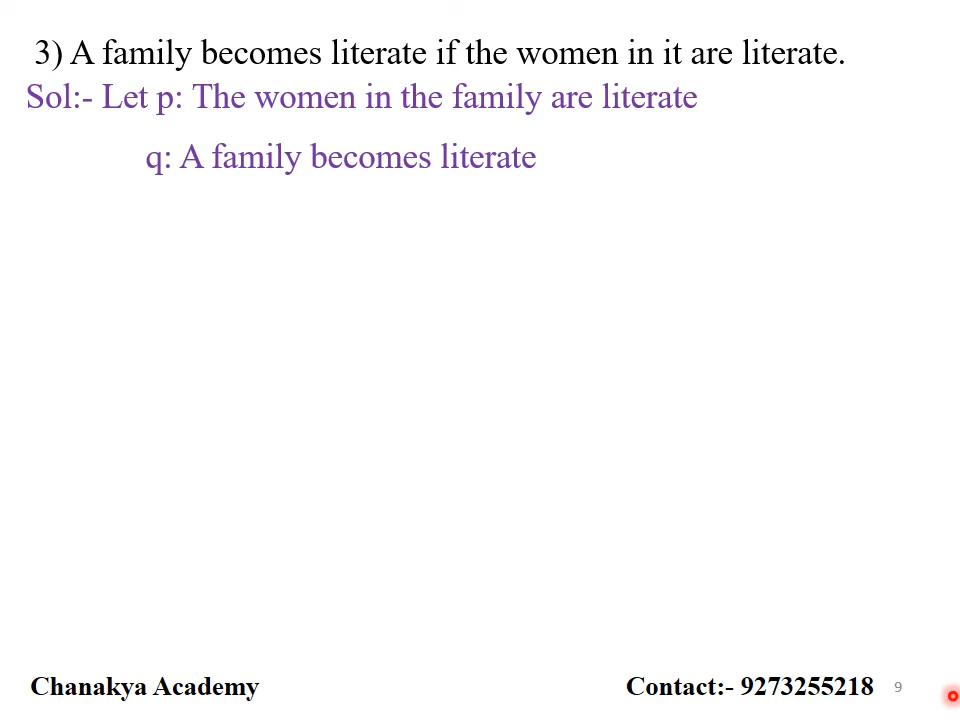 3) A family becomes literate if the women in it are literate.
Sol:- Let p: The women in the family are literate
q: A family becomes literate
Chanakya Academy
Contact:- 9273255218
9